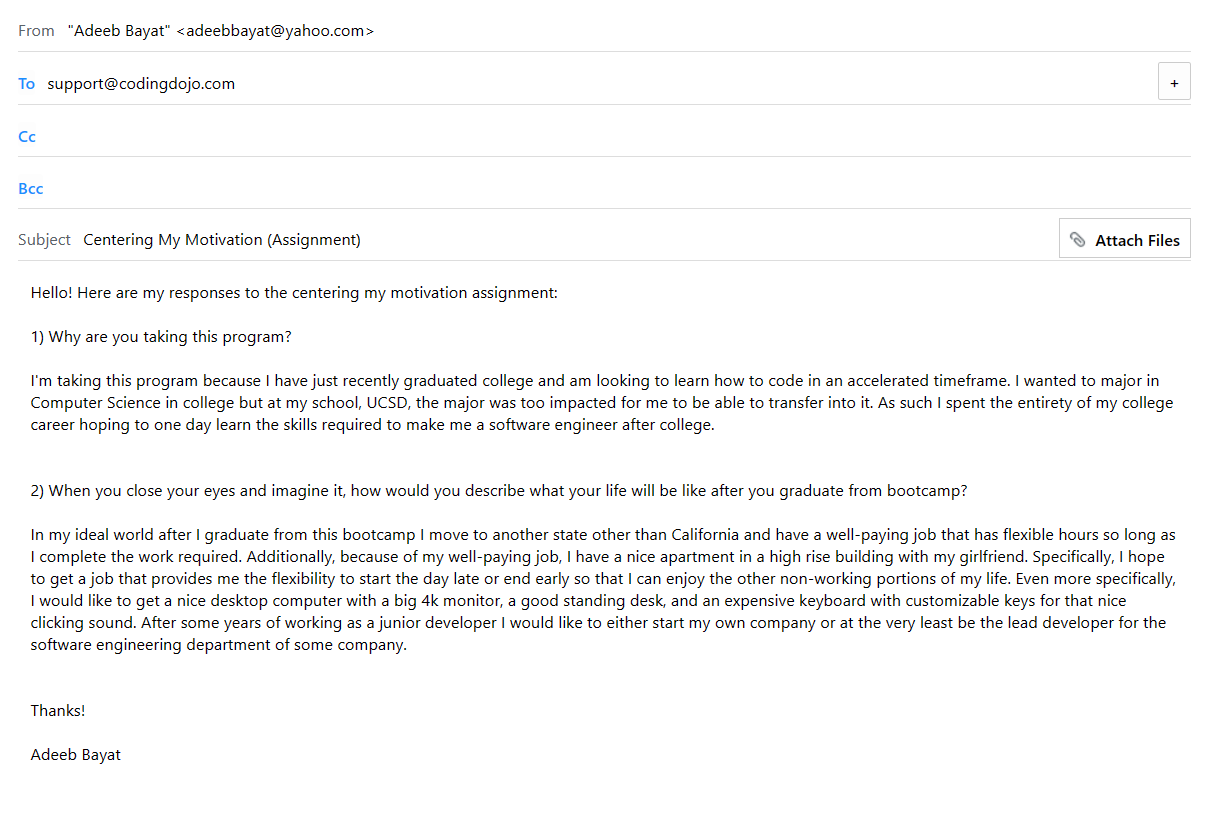 From "Adeeb Bayat" <adeebbayat@yahoo.com>
To support@codingdojo.com +
Cc
Bcc
Subject Centering My Motivation (Assignment) Attach Files
Hello! Here are my responses to the centering my motivation assignment:
1) Why are you taking this program?
I'm taking this program because I have just recently graduated college and am looking to learn how to code in an accelerated timeframe. I wanted to major in
Computer Science in college but at my school, UCSD, the major was too impacted for me to be able to transfer into it. As such I spent the entirety of my college
career hoping to one day learn the skills required to make me a software engineer after college.
2) When you close your eyes and imagine it, how would you describe what your life will be like after you graduate from bootcamp?
In my ideal world after I graduate from this bootcamp I move to another state other than California and have a well-paying job that has flexible hours so long as
I complete the work required. Additionally, because of my well-paying job, I have a nice apartment in a high rise building with my girlfriend. Specifically, I hope
to get a job that provides me the flexibility to start the day late or end early so that I can enjoy the other non-working portions of my life. Even more specifically,
I would like to get a nice desktop computer with a big 4k monitor, a good standing desk, and an expensive keyboard with customizable keys for that nice
clicking sound. After some years of working as a junior developer I would like to either start my own company or at the very least be the lead developer for the
software engineering department of some company.
Thanks!
Adeeb Bayat